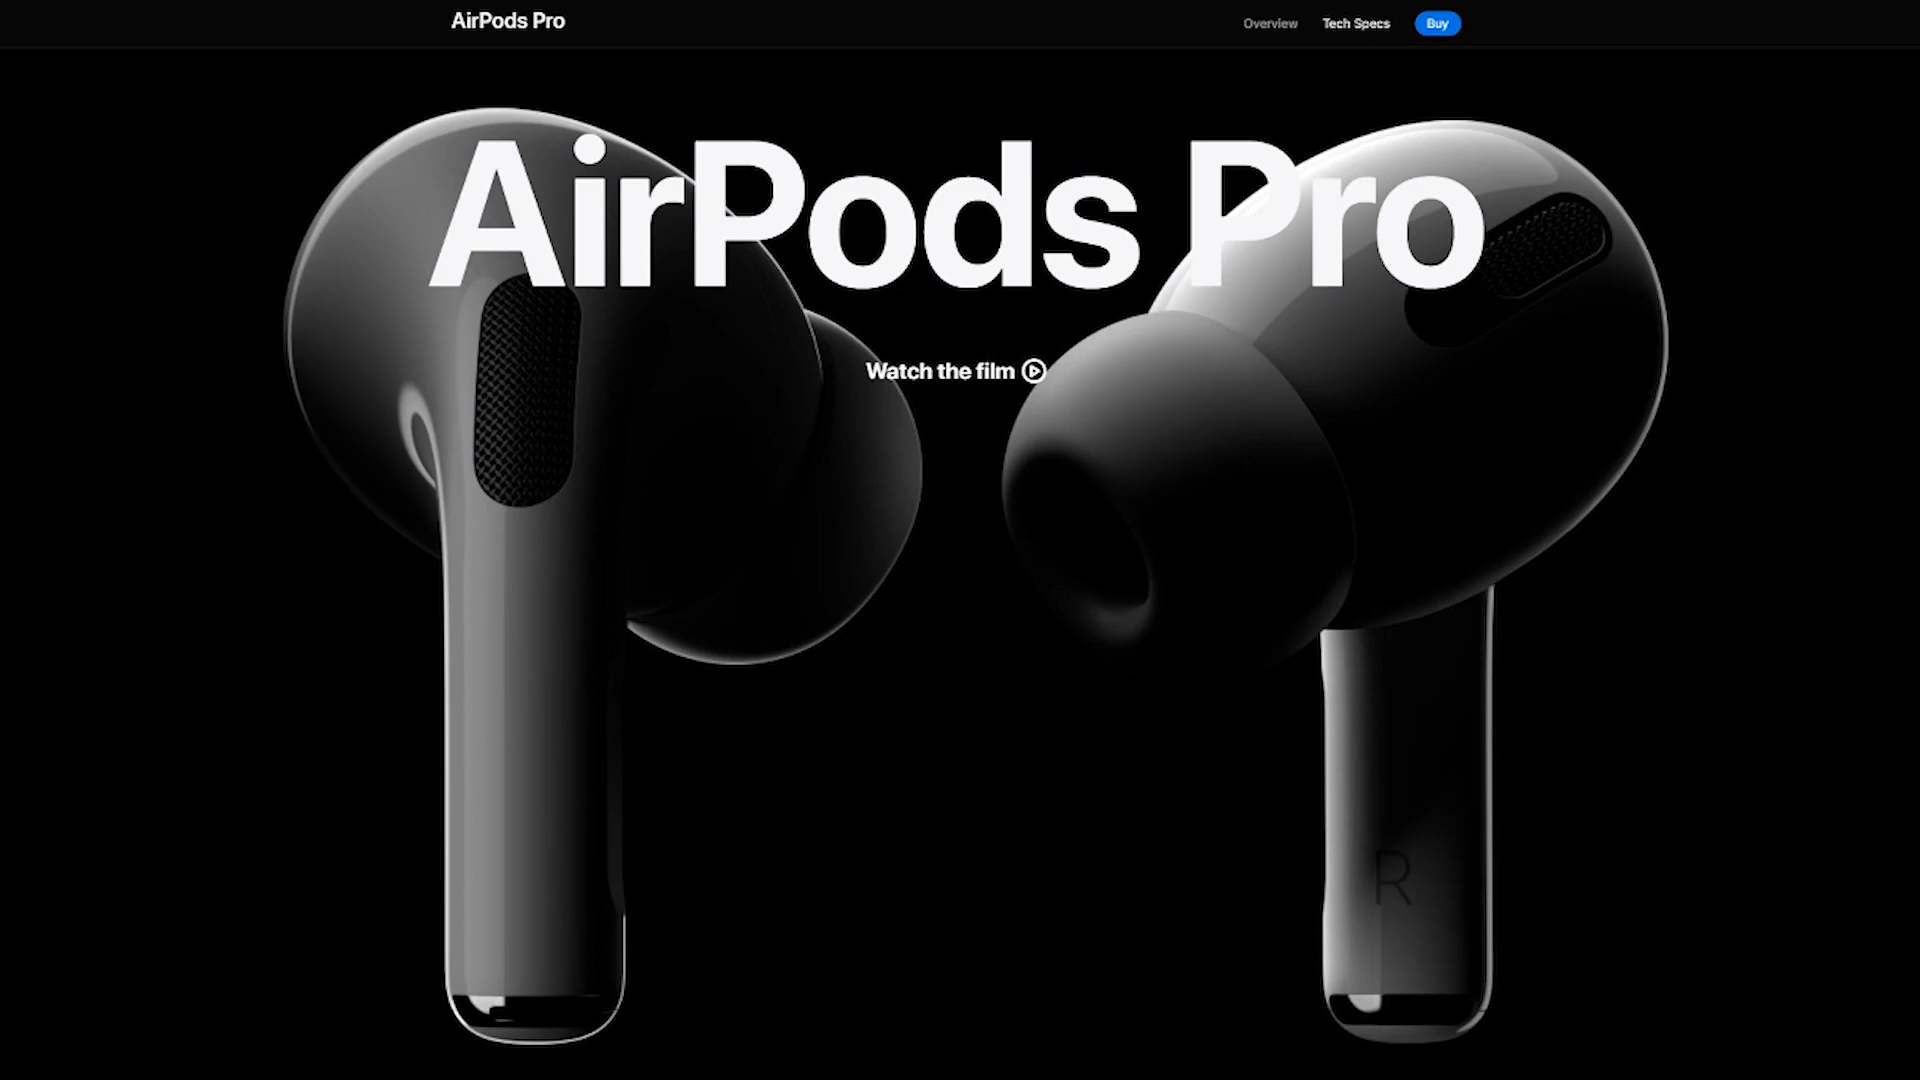 AirPods Pro
Overview Tech Specs Buy
AirPods Pro
Watch the film
R